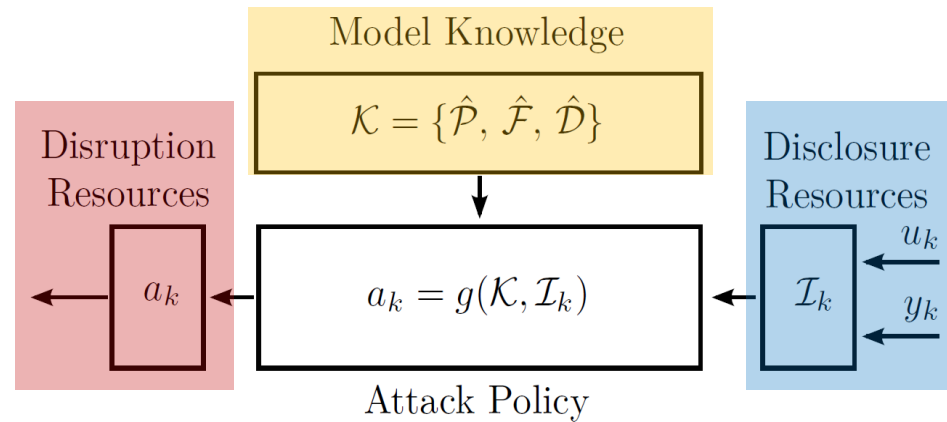 Model Knowledge
𝒦 = {𝒫̂, ℱ̂, 𝒟̂}
Disruption
Resources
a_k
a_k = g(𝒦, ℐ_k)
Attack Policy
Disclosure
Resources
ℐ_k
u_k
y_k